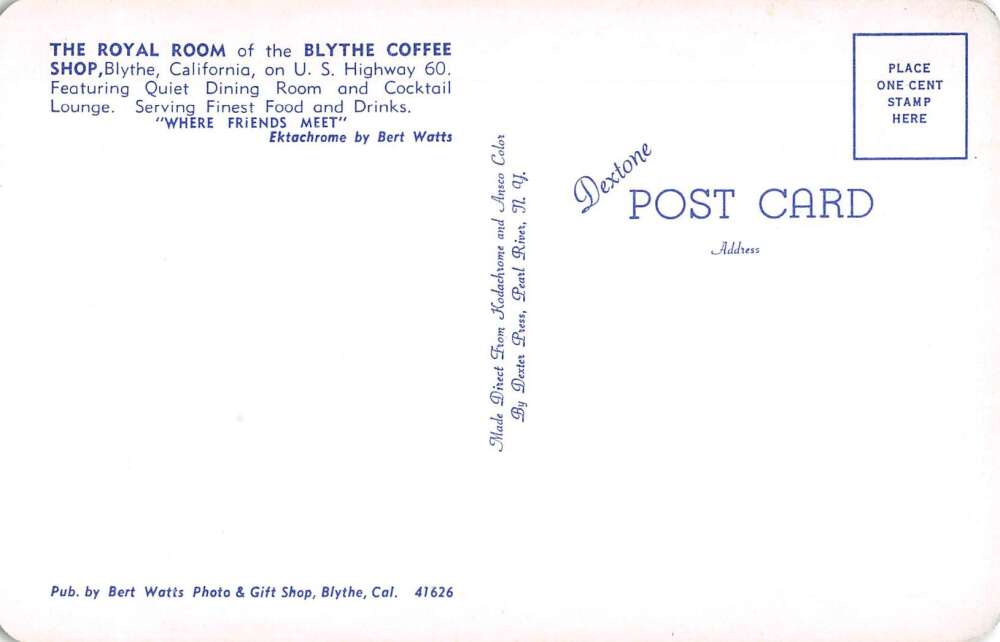 THE ROYAL ROOM of the BLYTHE COFFEE
SHOP,Blythe, California, on U. S. Highway 60.
Featuring Quiet Dining Room and Cocktail
Lounge. Serving Finest Food and Drinks.
"WHERE FRiENDS MEET"
Ektachrome by Bert Watts
Made Direct From Kodachrome and Ansco Color
By Dexter Press, Pearl River, N. Y.
PLACE
ONE CENT
STAMP
HERE
Dextone
POST CARD
Address
Pub. by Bert Watts Photo & Gift Shop, Blythe, Cal. 41626